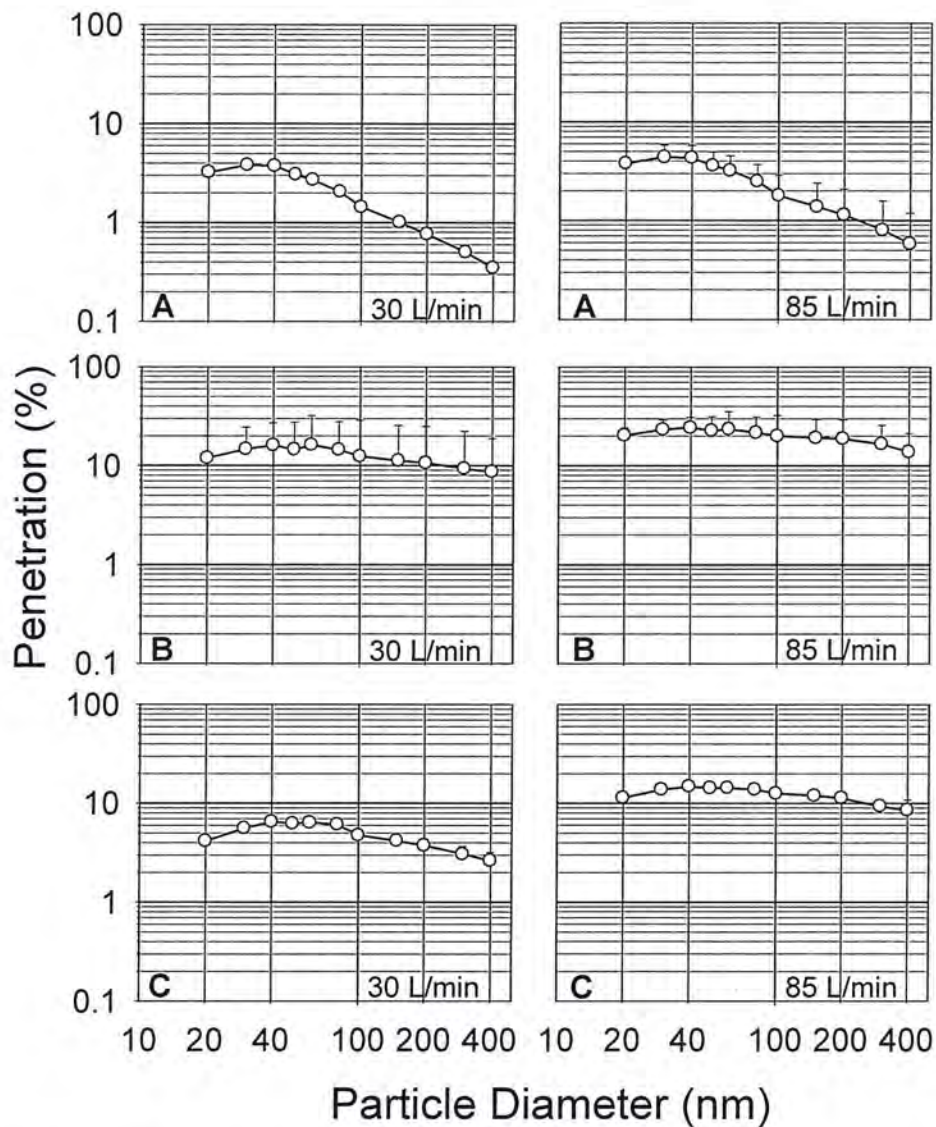 100
10
1
0.1
A 30 L/min
A 85 L/min
100
10
1
0.1
B 30 L/min
B 85 L/min
100
10
1
0.1
C 30 L/min
C 85 L/min
Penetration (%)
10 20 40 100 200 400
10 20 40 100 200 400
Particle Diameter (nm)